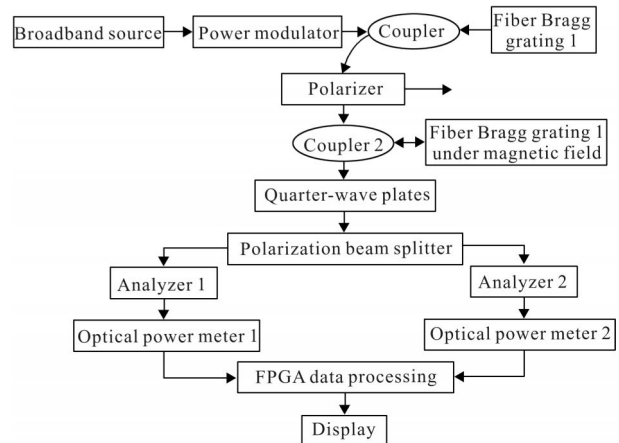 Broadband source
Power modulator
Coupler
Fiber Bragg
grating 1
Polarizer
Coupler 2
Fiber Bragg grating 1
under magnetic field
Quarter-wave plates
Polarization beam splitter
Analyzer 1
Analyzer 2
Optical power meter 1
Optical power meter 2
FPGA data processing
Display